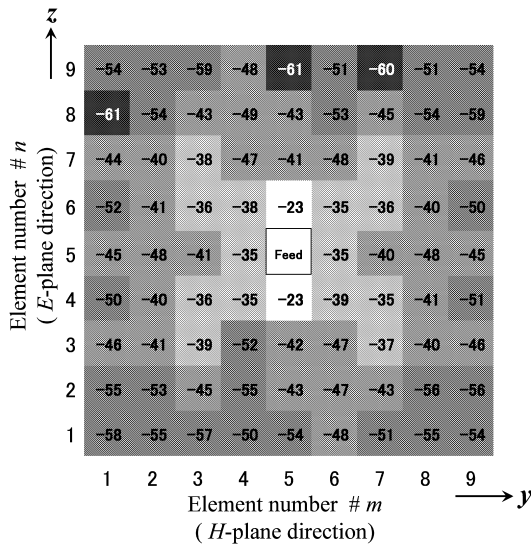 z
9 -54 -53 -59 -48 -61 -51 -60 -51 -54
8 -61 -54 -43 -49 -43 -53 -45 -54 -59
7 -44 -40 -38 -47 -41 -48 -39 -41 -46
6 -52 -41 -36 -38 -23 -35 -36 -40 -50
5 -45 -48 -41 -35 Feed -35 -40 -48 -45
4 -50 -40 -36 -35 -23 -39 -35 -41 -51
3 -46 -41 -39 -52 -42 -47 -37 -40 -46
2 -55 -53 -45 -55 -43 -47 -43 -56 -56
1 -58 -55 -57 -50 -54 -48 -51 -55 -54
1 2 3 4 5 6 7 8 9
Element number # n
( E-plane direction)
Element number # m
( H-plane direction)
y